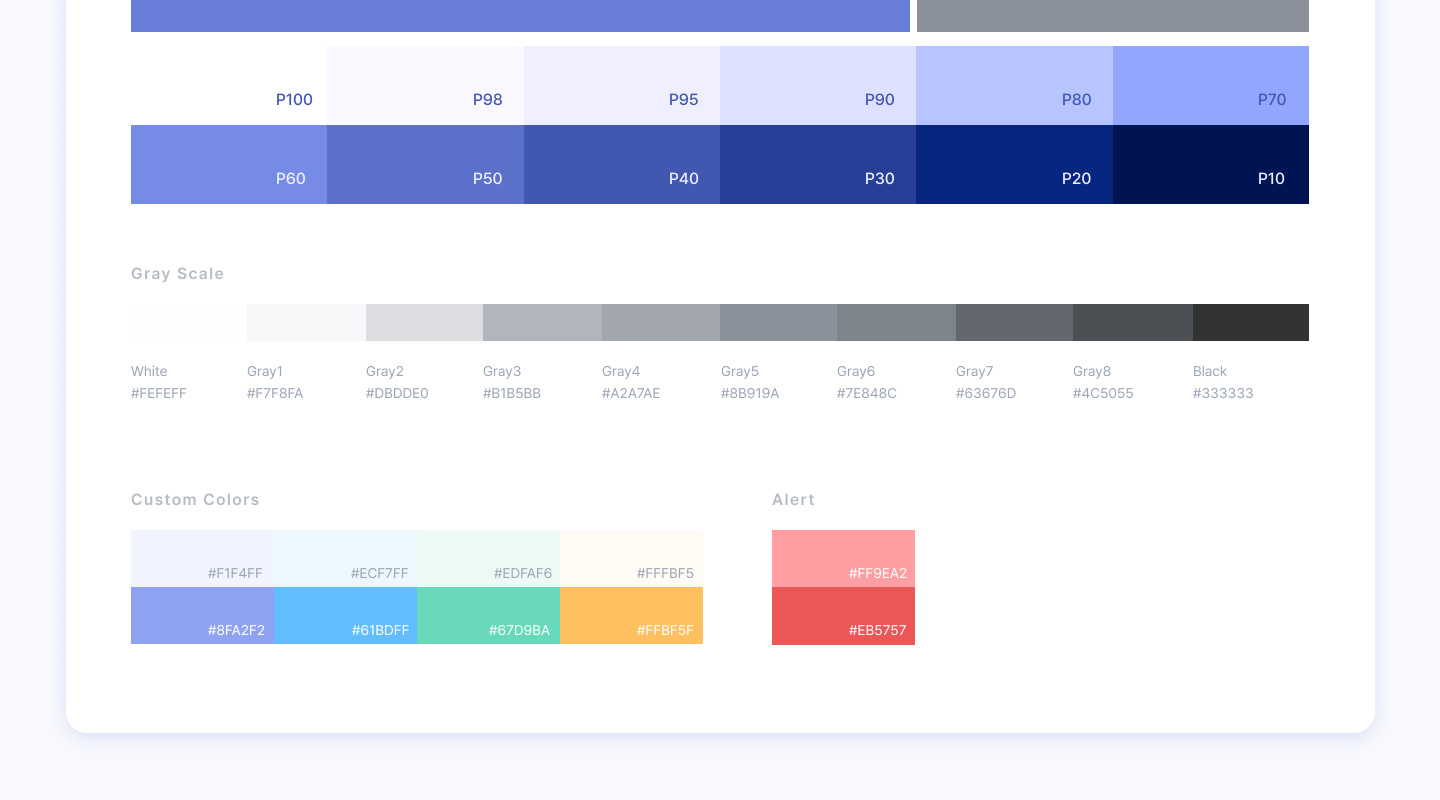 P100 P98 P95 P90 P80 P70
P60 P50 P40 P30 P20 P10
Gray Scale
White Gray1 Gray2 Gray3 Gray4 Gray5 Gray6 Gray7 Gray8 Black
#FEFEFF #F7F8FA #DBDDE0 #B1B5BB #A2A7AE #8B919A #7E848C #63676D #4C5055 #333333
Custom Colors Alert
#F1F4FF #ECF7FF #EDFAF6 #FFFBF5 #FF9EA2
#8FA2F2 #61BDFF #67D9BA #FFBF5F #EB5757